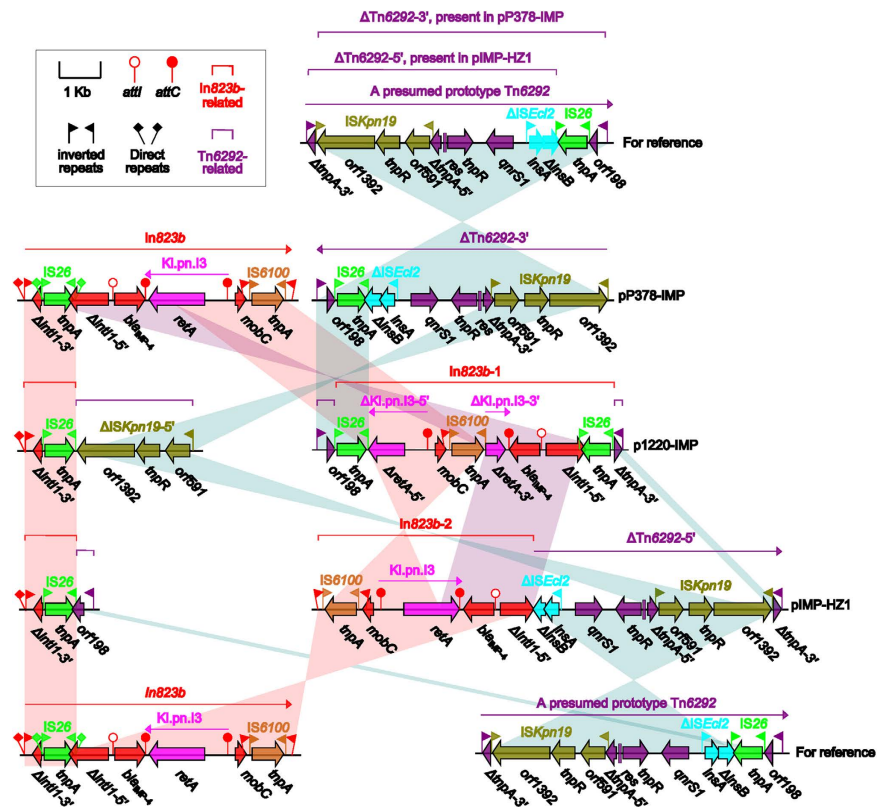 ΔTn6292-3', present in pP378-IMP
ΔTn6292-5', present in pIMP-HZ1
A presumed prototype Tn6292
1 Kb attI attC In823b-related
inverted repeats Direct repeats Tn6292-related
ISKpn19 ΔISEcl2 IS26
For reference
ΔtnpA-3' orf1392 tnpR orf591 ΔtnpA-5' res tnpR qnrS1 insA ΔinsB tnpA orf198
In823b ΔTn6292-3'
IS26 Kl.pn.I3 IS6100 IS26 ΔISEcl2 ISKpn19
pP378-IMP
ΔintI1-3' tnpA ΔintI1-5' blaIMP-4 retA mobC tnpA orf198 tnpA ΔinsB insA qnrS1 tnpR res ΔtnpA-3' orf591 tnpR orf1392
In823b-1
IS26 ΔISKpn19-5' IS26 ΔKl.pn.I3-5' IS6100 ΔKl.pn.I3-3' IS26
p1220-IMP
ΔintI1-3' tnpA orf1392 tnpR orf591 orf198 tnpA ΔretA-5' mobC tnpA ΔretA-3' blaIMP-4 ΔintI1-5' tnpA ΔtnpA-3'
In823b-2 ΔTn6292-5'
IS26 IS6100 Kl.pn.I3 ΔISEcl2 ISKpn19
pIMP-HZ1
ΔintI1-3' tnpA orf198 tnpA mobC retA blaIMP-4 ΔintI1-5' ΔinsB insA qnrS1 tnpR res ΔtnpA-5' orf591 tnpR orf1392 ΔtnpA-3'
In823b A presumed prototype Tn6292
IS26 Kl.pn.I3 IS6100 ISKpn19 ΔISEcl2 IS26
For reference
ΔintI1-3' tnpA ΔintI1-5' blaIMP-4 retA mobC tnpA ΔtnpA-3' orf1392 tnpR orf591 ΔtnpA-5' res tnpR qnrS1 insA ΔinsB tnpA orf198